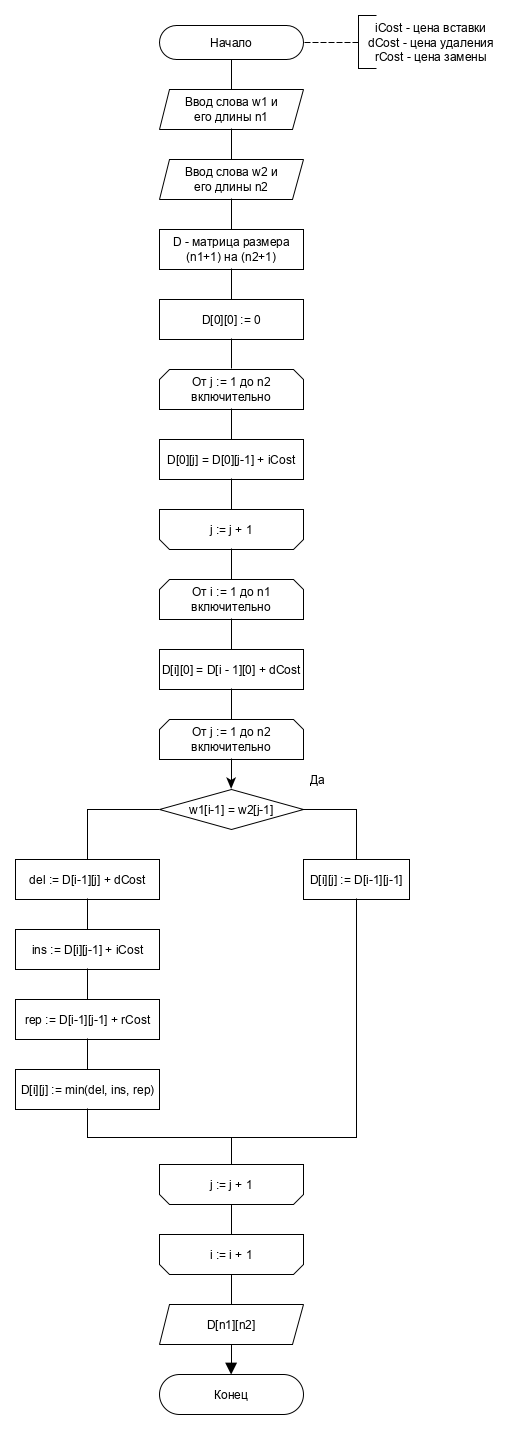 Начало
iCost - цена вставки
dCost - цена удаления
rCost - цена замены
Ввод слова w1 и
его длины n1
Ввод слова w2 и
его длины n2
D - матрица размера
(n1+1) на (n2+1)
D[0][0] := 0
От j := 1 до n2
включительно
D[0][j] = D[0][j-1] + iCost
j := j + 1
От i := 1 до n1
включительно
D[i][0] = D[i - 1][0] + dCost
От j := 1 до n2
включительно
Да
w1[i-1] = w2[j-1]
del := D[i-1][j] + dCost
D[i][j] := D[i-1][j-1]
ins := D[i][j-1] + iCost
rep := D[i-1][j-1] + rCost
D[i][j] := min(del, ins, rep)
j := j + 1
i := i + 1
D[n1][n2]
Конец